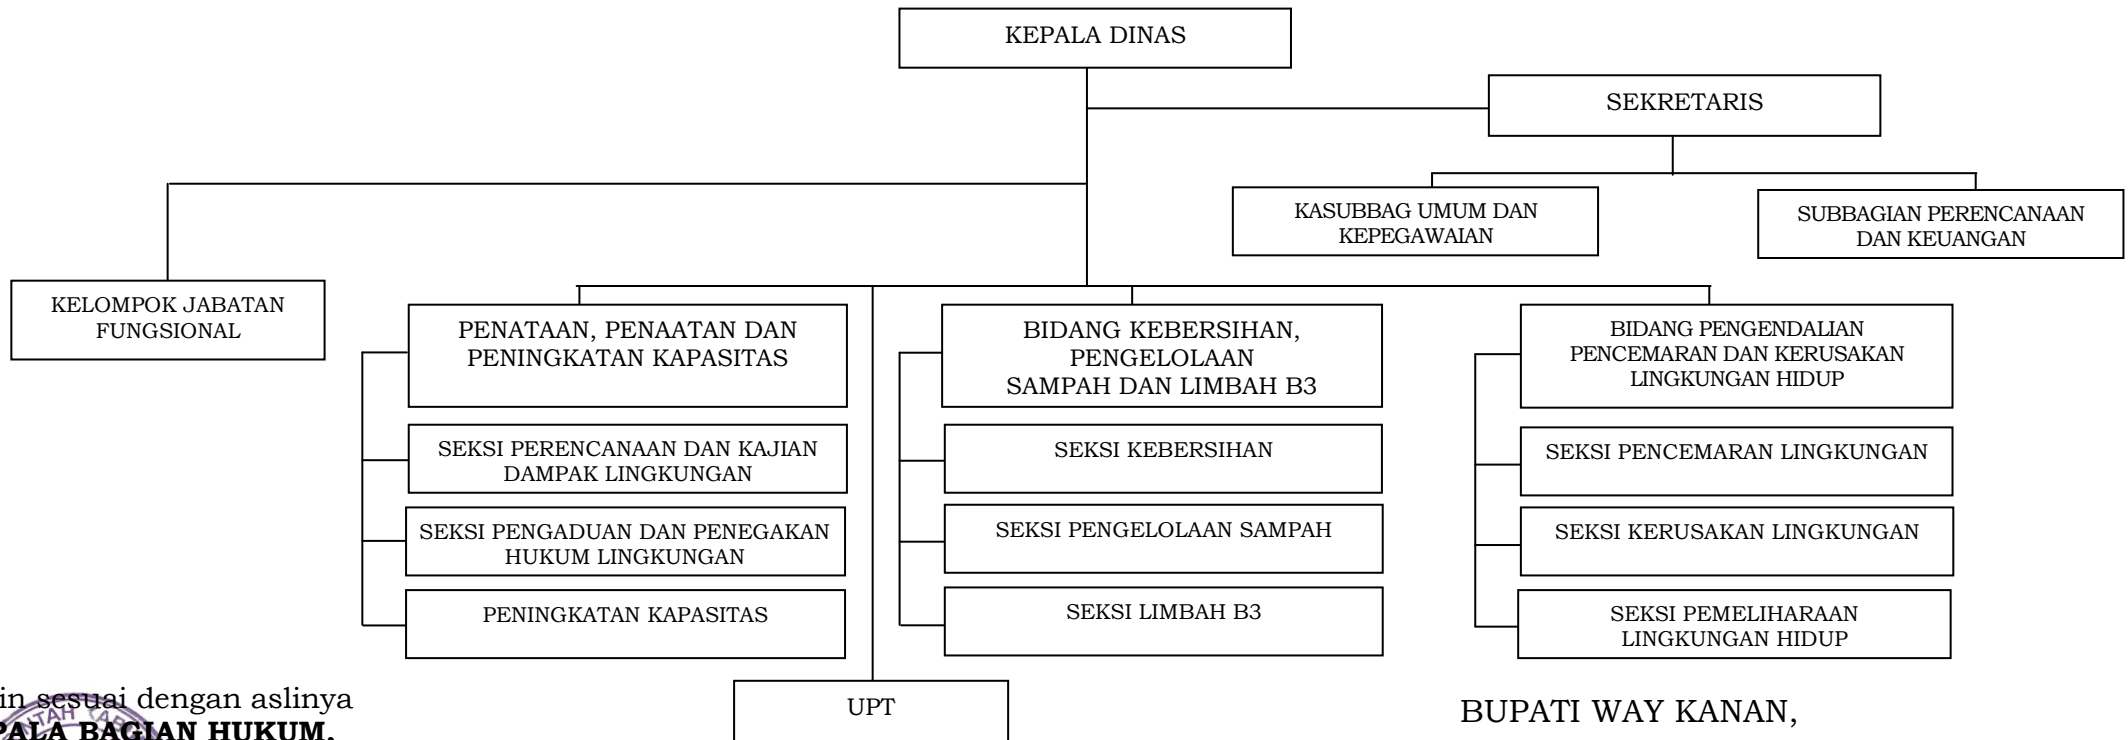 KEPALA DINAS
SEKRETARIS
KASUBBAG UMUM DAN
KEPEGAWAIAN
SUBBAGIAN PERENCANAAN
DAN KEUANGAN
KELOMPOK JABATAN
FUNGSIONAL
PENATAAN, PENAATAN DAN
PENINGKATAN KAPASITAS
SEKSI PERENCANAAN DAN KAJIAN
DAMPAK LINGKUNGAN
SEKSI PENGADUAN DAN PENEGAKAN
HUKUM LINGKUNGAN
PENINGKATAN KAPASITAS
BIDANG KEBERSIHAN,
PENGELOLAAN
SAMPAH DAN LIMBAH B3
SEKSI KEBERSIHAN
SEKSI PENGELOLAAN SAMPAH
SEKSI LIMBAH B3
BIDANG PENGENDALIAN
PENCEMARAN DAN KERUSAKAN
LINGKUNGAN HIDUP
SEKSI PENCEMARAN LINGKUNGAN
SEKSI KERUSAKAN LINGKUNGAN
SEKSI PEMELIHARAAN
LINGKUNGAN HIDUP
UPT
in sesuai dengan aslinya
PALA BAGIAN HUKUM,
BUPATI WAY KANAN,